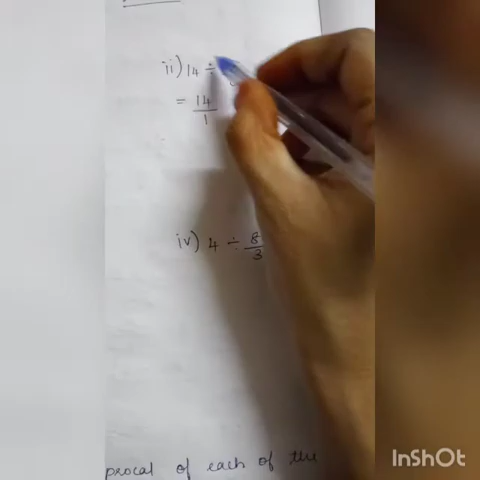 ii) 14 ÷
= 14/1
iv) 4 ÷ 8/3
procal of each of the
InShOt